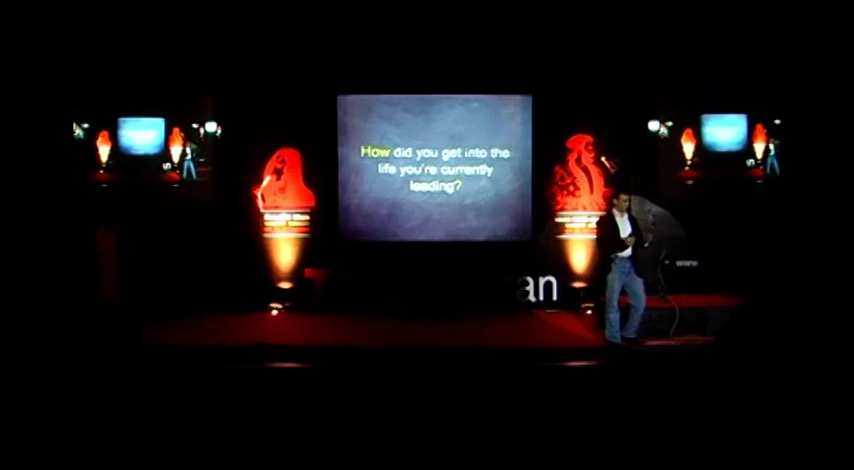 How did you get into the
life you're currently
leading?
an